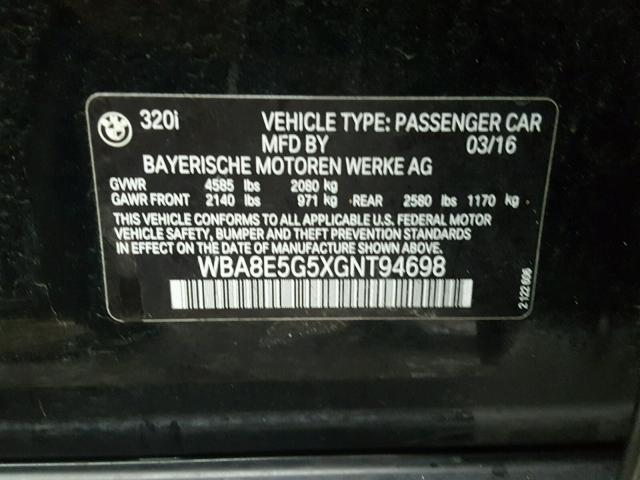 320i VEHICLE TYPE: PASSENGER CAR
MFD BY 03/16
BAYERISCHE MOTOREN WERKE AG
GVWR 4585 lbs 2080 kg
GAWR FRONT 2140 lbs 971 kg - REAR 2580 lbs 1170 kg
THIS VEHICLE CONFORMS TO ALL APPLICABLE U.S. FEDERAL MOTOR
VEHICLE SAFETY, BUMPER AND THEFT PREVENTION STANDARDS
IN EFFECT ON THE DATE OF MANUFACTURE SHOWN ABOVE.
WBA8E5G5XGNT94698
2122606